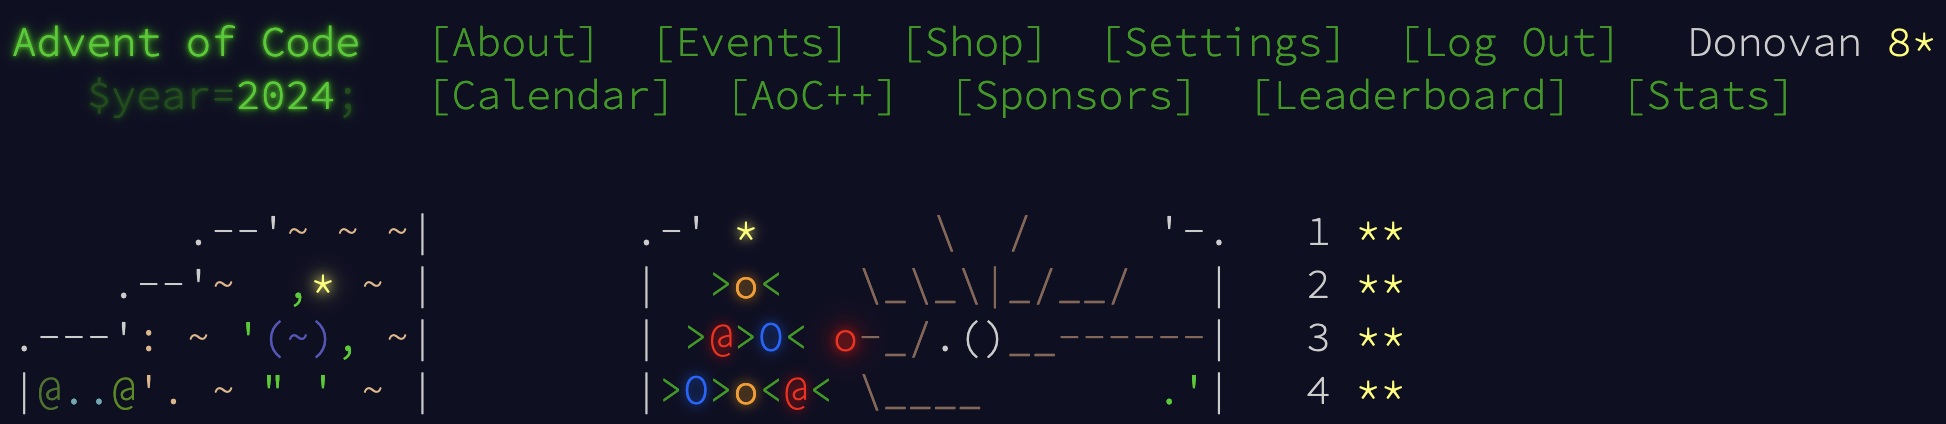 Advent of Code [About] [Events] [Shop] [Settings] [Log Out] Donovan 8*
$year=2024; [Calendar] [AoC++] [Sponsors] [Leaderboard] [Stats]
       .--'~ ~ ~|        .-' *       \  /     '-.   1 **
    .--'~  ,* ~ |        |  >o<   \_\_\|_/__/   |   2 **
.---': ~ '(~), ~|        | >@>O< o-_/.()__------|   3 **
|@..@'. ~ " ' ~ |        |>O>o<@< \____       .'|   4 **